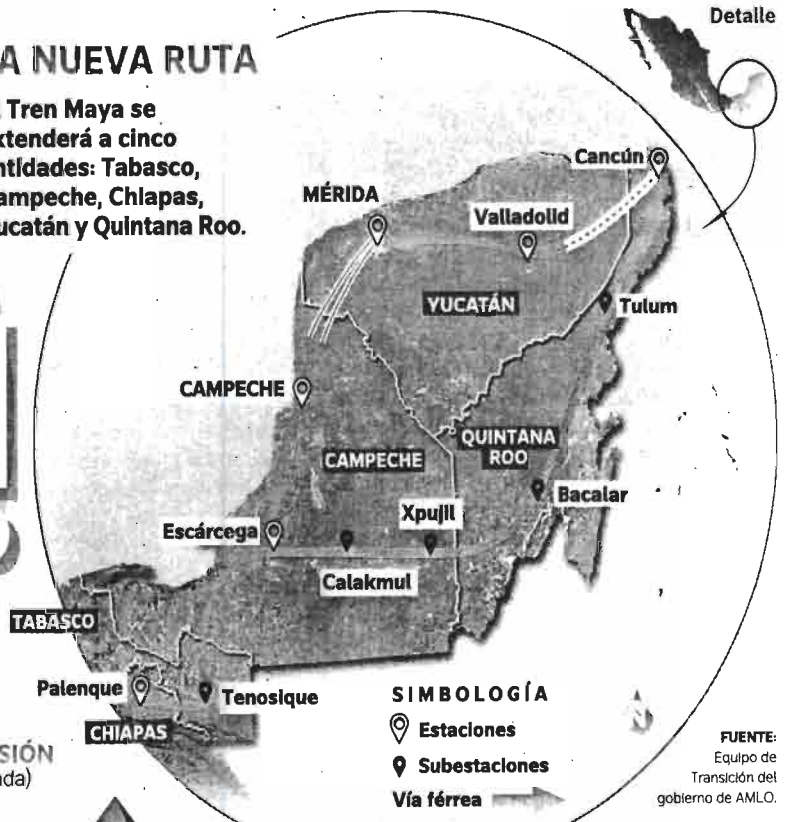 A NUEVA RUTA
Tren Maya se
xtenderá a cinco
ntidades: Tabasco,
ampeche, Chiapas,
ucatán y Quintana Roo.
Detalle
Cancún
MÉRIDA
Valladolid
YUCATÁN
Tulum
CAMPECHE
CAMPECHE
QUINTANA
ROO
Bacalar
Xpujil
Escárcega
Calakmul
TABASCO
Palenque
Tenosique
CHIAPAS
SIMBOLOGÍA
Estaciones
Subestaciones
Vía férrea
SIÓN
da)
N
FUENTE:
Equipo de
Transición del
gobierno de AMLO.